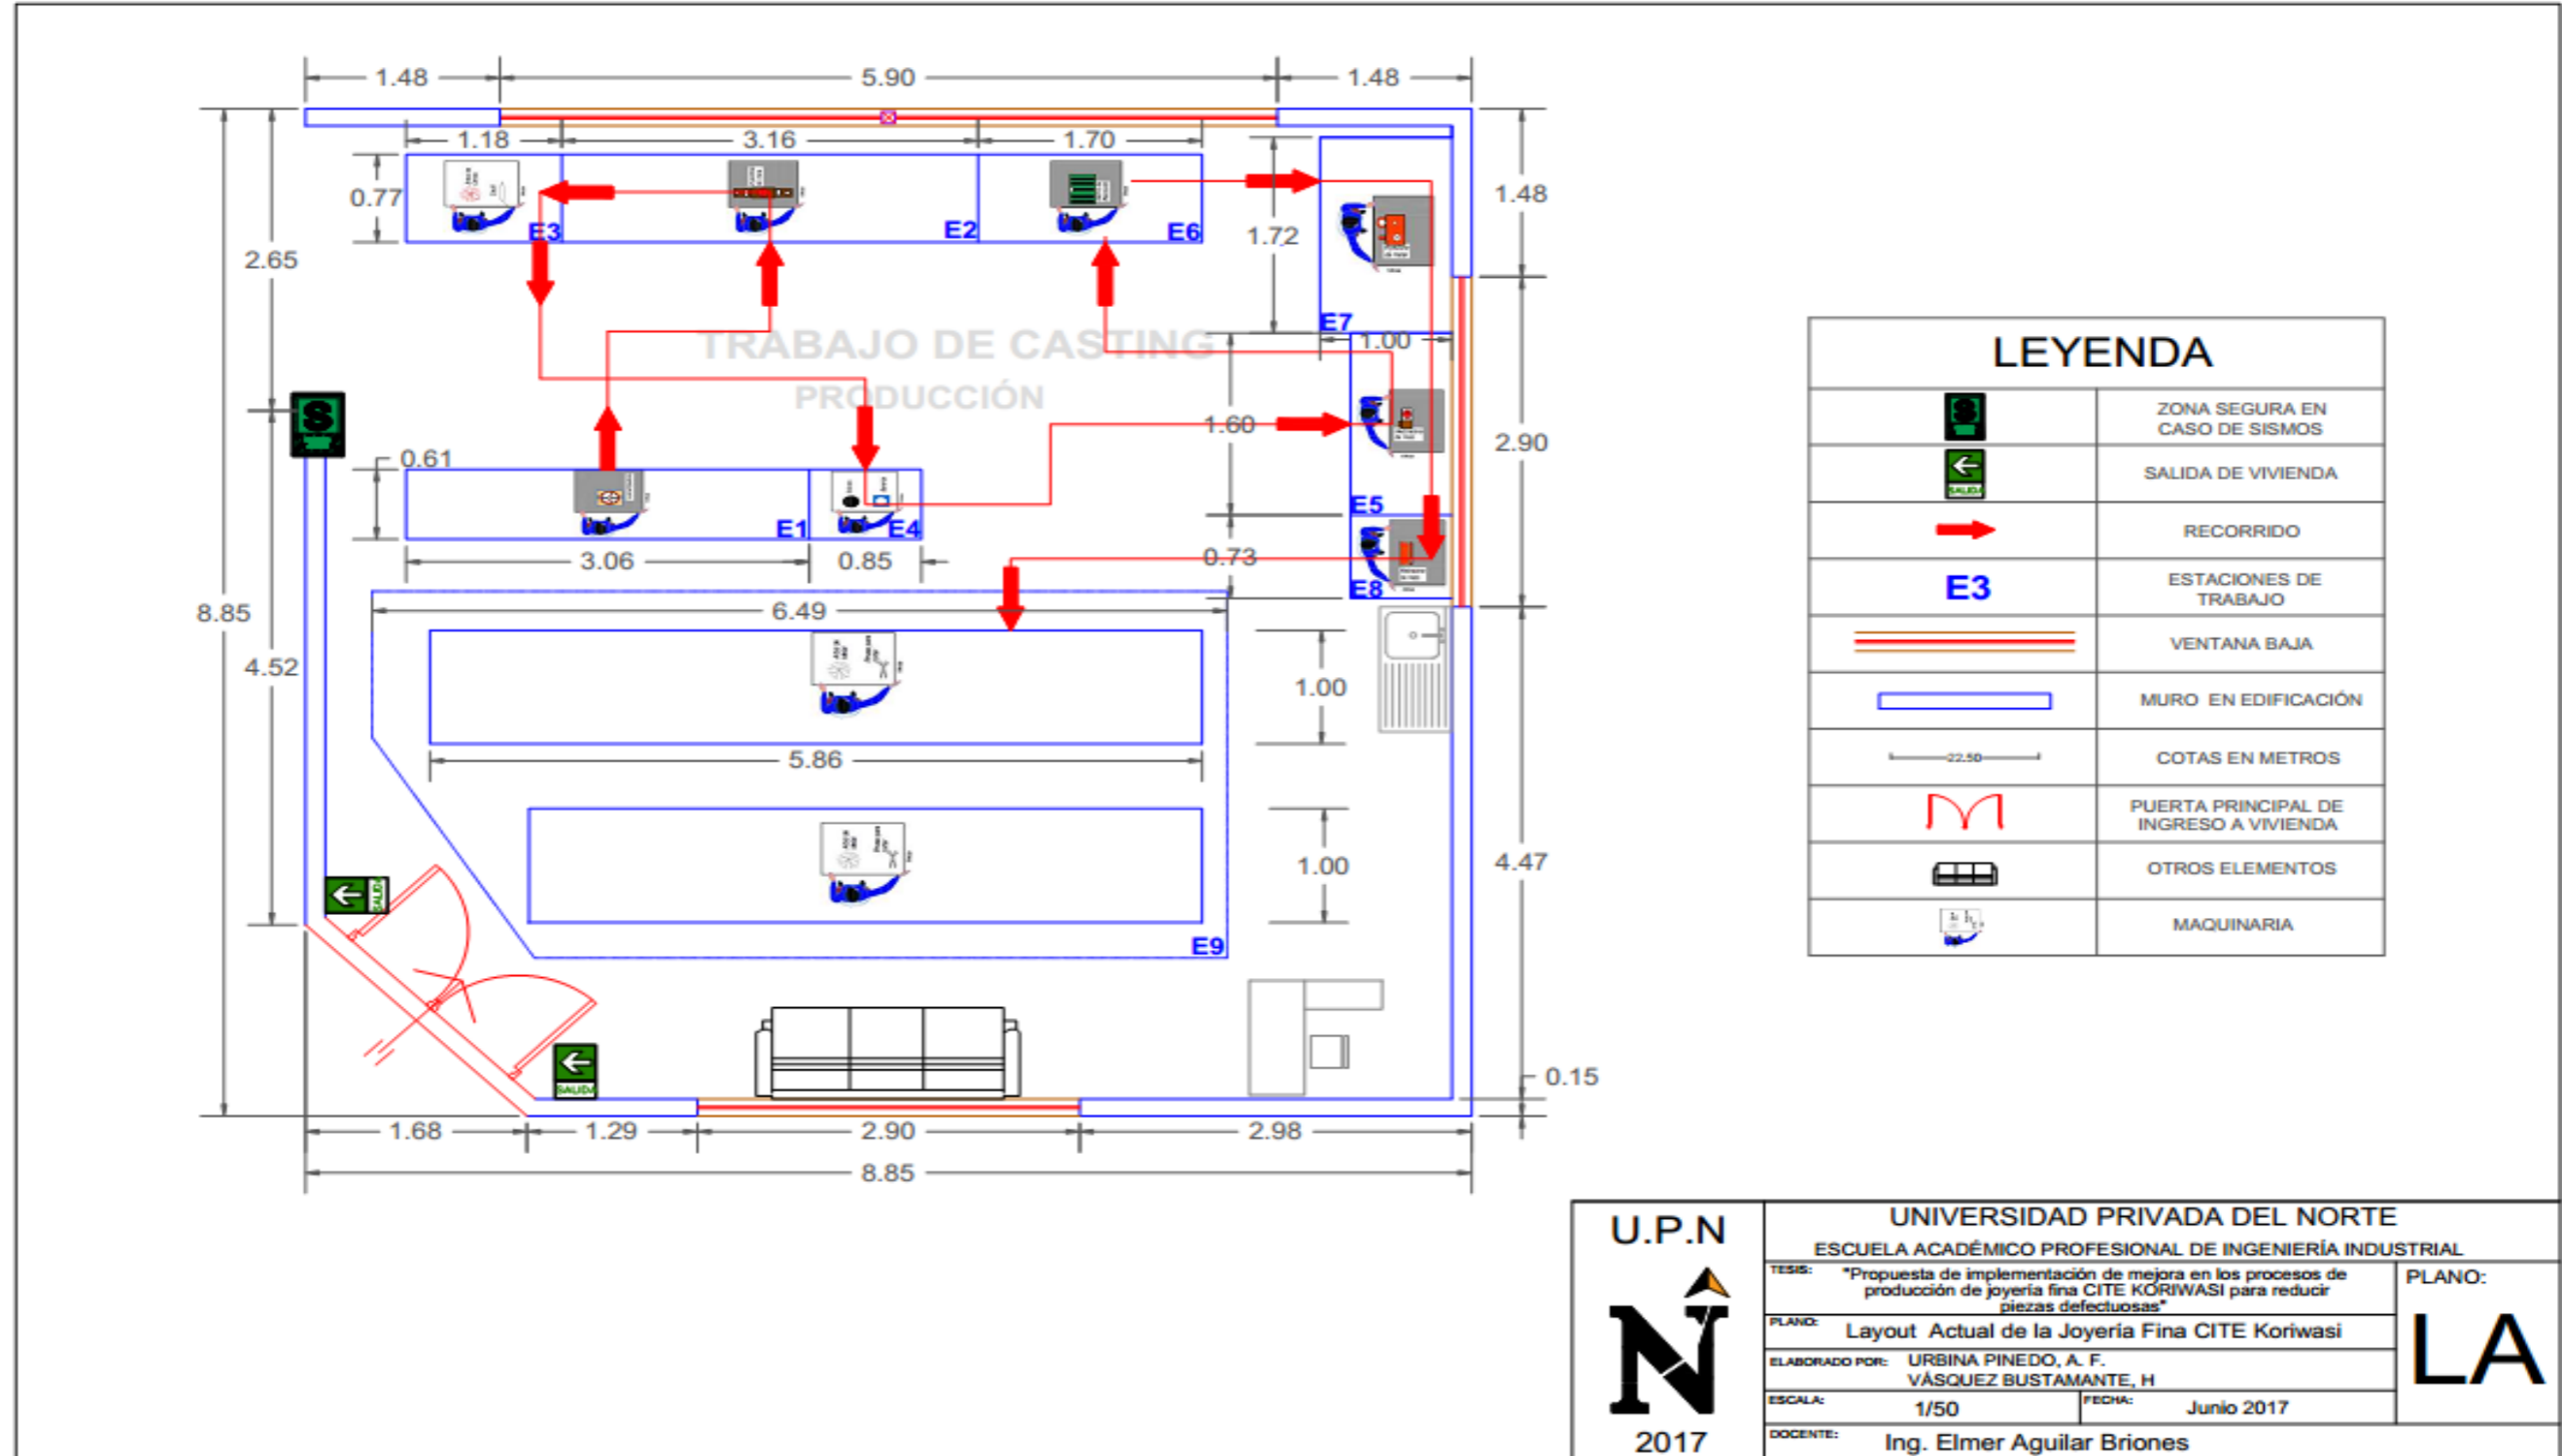 1.48
5.90
1.48
1.18
3.16
1.70
0.77
E3
E2
E6
1.48
1.72
2.65
E7
TRABAJO DE CASTING
1.00
PRODUCCIÓN
S
1.60
2.90
0.61
E1
E4
E5
3.06
0.85
0.73
E8
8.85
6.49
4.52
1.00
5.86
1.00
4.47
SALIDA
E9
SALIDA
0.15
1.68
1.29
2.90
2.98
8.85
LEYENDA
S
ZONA SEGURA EN
CASO DE SISMOS
SALIDA
SALIDA DE VIVIENDA
RECORRIDO
E3
ESTACIONES DE
TRABAJO
VENTANA BAJA
MURO EN EDIFICACIÓN
22.50
COTAS EN METROS
PUERTA PRINCIPAL DE
INGRESO A VIVIENDA
OTROS ELEMENTOS
MAQUINARIA
U.P.N
N
2017
UNIVERSIDAD PRIVADA DEL NORTE
ESCUELA ACADÉMICO PROFESIONAL DE INGENIERÍA INDUSTRIAL
TESIS: "Propuesta de implementación de mejora en los procesos de
producción de joyería fina CITE KORIWASI para reducir
piezas defectuosas"
PLANO:
LA
PLANO: Layout Actual de la Joyería Fina CITE Koriwasi
ELABORADO POR: URBINA PINEDO, A. F.
VÁSQUEZ BUSTAMANTE, H
ESCALA: 1/50
FECHA: Junio 2017
DOCENTE: Ing. Elmer Aguilar Briones